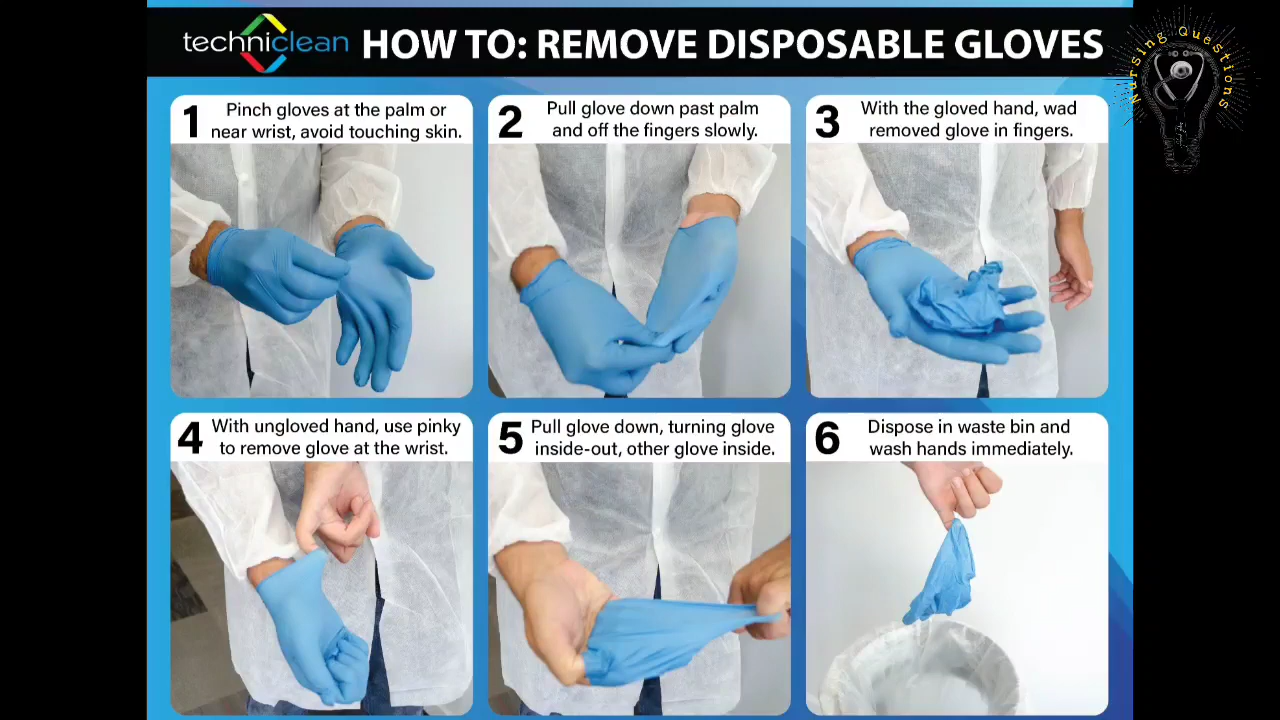 techniclean HOW TO: REMOVE DISPOSABLE GLOVES
Nursing Questions
1 Pinch gloves at the palm or
near wrist, avoid touching skin.
2 Pull glove down past palm
and off the fingers slowly.
3 With the gloved hand, wad
removed glove in fingers.
4 With ungloved hand, use pinky
to remove glove at the wrist.
5 Pull glove down, turning glove
inside-out, other glove inside.
6 Dispose in waste bin and
wash hands immediately.